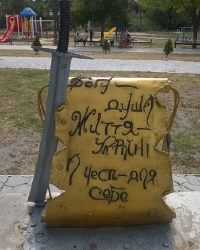 Богу -
душа
Життя -
Україні
А честь - для
себе